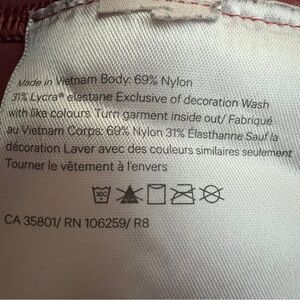 Made in Vietnam Body: 69% Nylon
31% Lycra® elastane Exclusive of decoration Wash
with like colours Turn garment inside out/ Fabriqué
au Vietnam Corps: 69% Nylon 31% Élasthanne Sauf la
décoration Laver avec des couleurs similaires seulement
Tourner le vêtement à l'envers
30C
CA 35801/ RN 106259/ R8